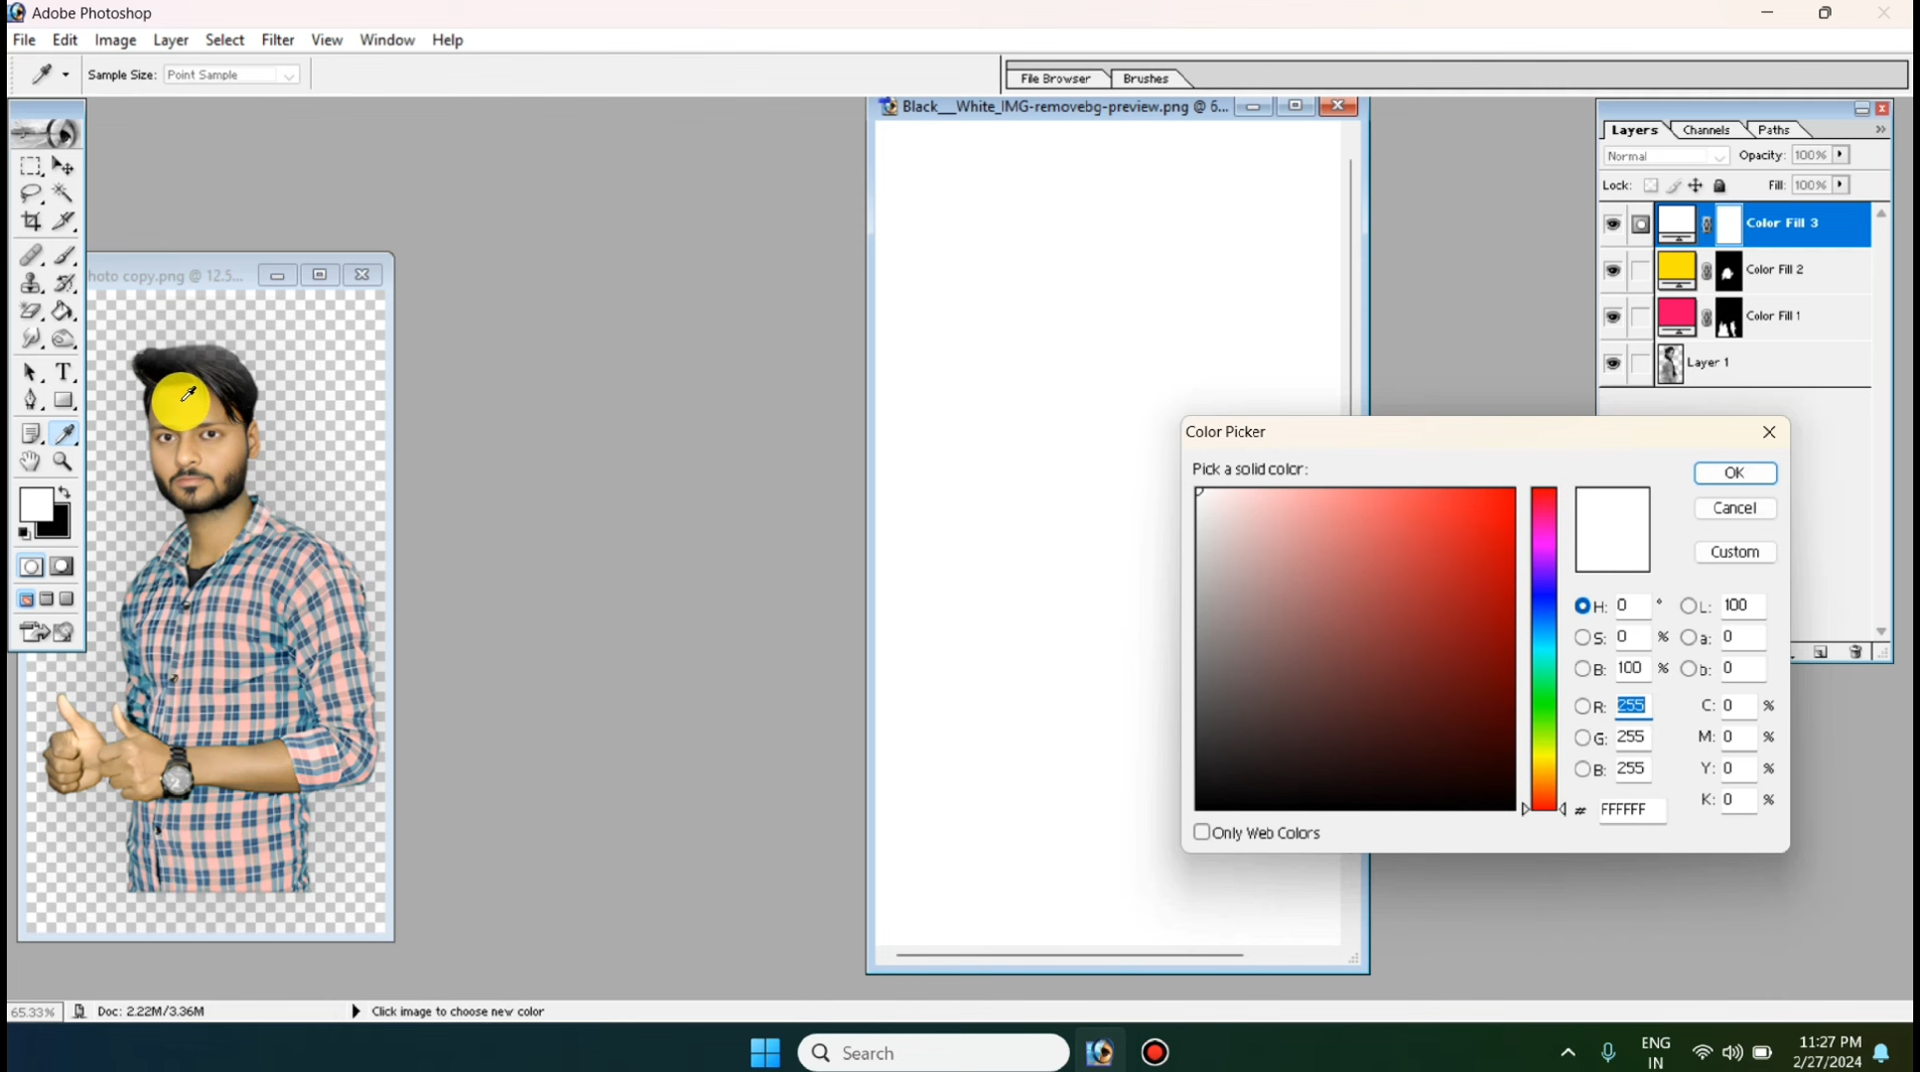 Adobe Photoshop
File Edit Image Layer Select Filter View Window Help
Sample Size: Point Sample
File Browser Brushes
Black___White_IMG-removebg-preview.png @ 6...
hoto copy.png @ 12.5...
Layers Channels Paths
Normal Opacity: 100%
Lock: Fill: 100%
Color Fill 3
Color Fill 2
Color Fill 1
Layer 1
T
Color Picker
Pick a solid color:
OK
Cancel
Custom
H: 0 ° L: 100
S: 0 % a: 0
B: 100 % b: 0
R: 255 C: 0 %
G: 255 M: 0 %
B: 255 Y: 0 %
# FFFFFF K: 0 %
Only Web Colors
65.33% Doc: 2.22M/3.36M Click image to choose new color
Search
ENG
IN
11:27 PM
2/27/2024